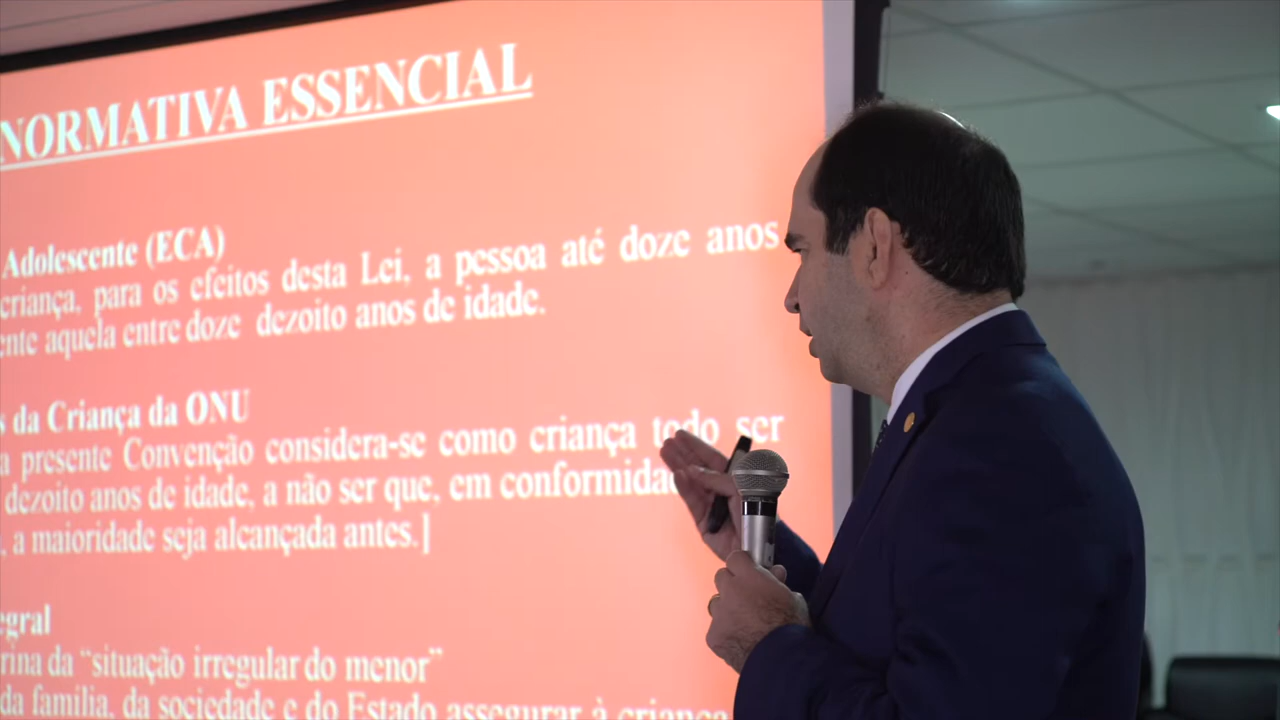 NORMATIVA ESSENCIAL
Adolescente (ECA)
criança, para os efeitos desta Lei, a pessoa até doze anos
ente aquela entre doze dezoito anos de idade.
s da Criança da ONU
a presente Convenção considera-se como criança todo ser
dezoito anos de idade, a não ser que, em conformidade
, a maioridade seja alcançada antes.]
egral
rina da “situação irregular do menor”
da família, da sociedade e do Estado assegurar à criança